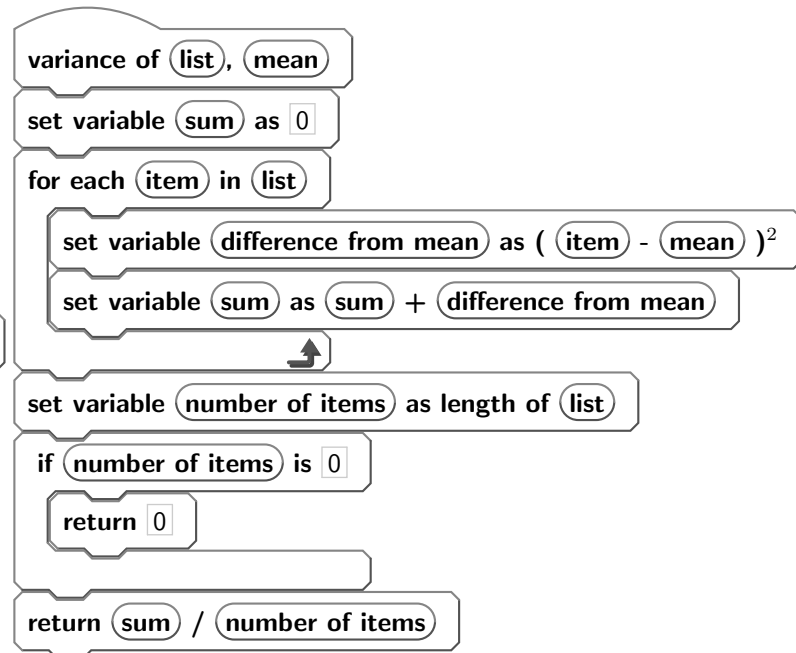 variance of list, mean
set variable sum as 0
for each item in list
set variable difference from mean as ( item - mean )²
set variable sum as sum + difference from mean
set variable number of items as length of list
if number of items is 0
return 0
return sum / number of items